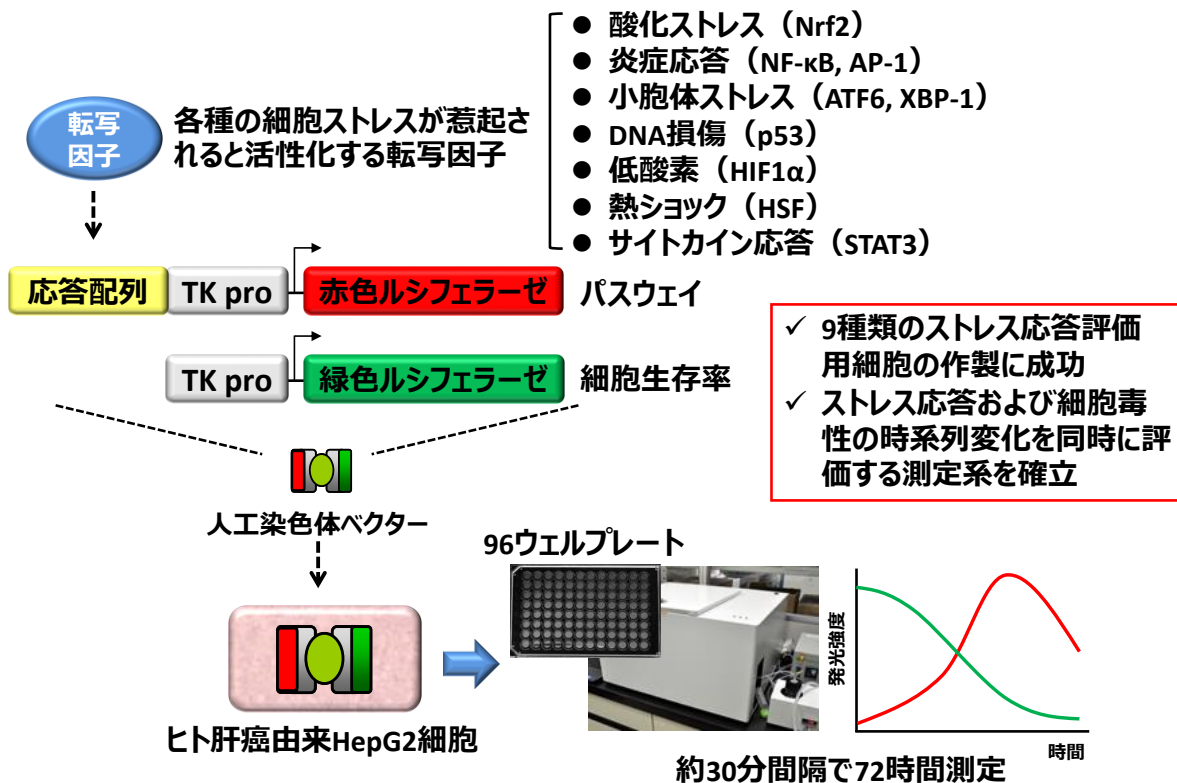 ● 酸化ストレス（Nrf2）
● 炎症応答（NF-κB, AP-1）
● 小胞体ストレス（ATF6, XBP-1）
● DNA損傷（p53）
● 低酸素（HIF1α）
● 熱ショック（HSF）
● サイトカイン応答（STAT3）
転写
因子
各種の細胞ストレスが惹起さ
れると活性化する転写因子
応答配列 TK pro 赤色ルシフェラーゼ パスウェイ
TK pro 緑色ルシフェラーゼ 細胞生存率
✓ 9種類のストレス応答評価
用細胞の作製に成功
✓ ストレス応答および細胞毒
性の時系列変化を同時に評
価する測定系を確立
人工染色体ベクター
96ウェルプレート
ヒト肝癌由来HepG2細胞
発光強度
時間
約30分間隔で72時間測定